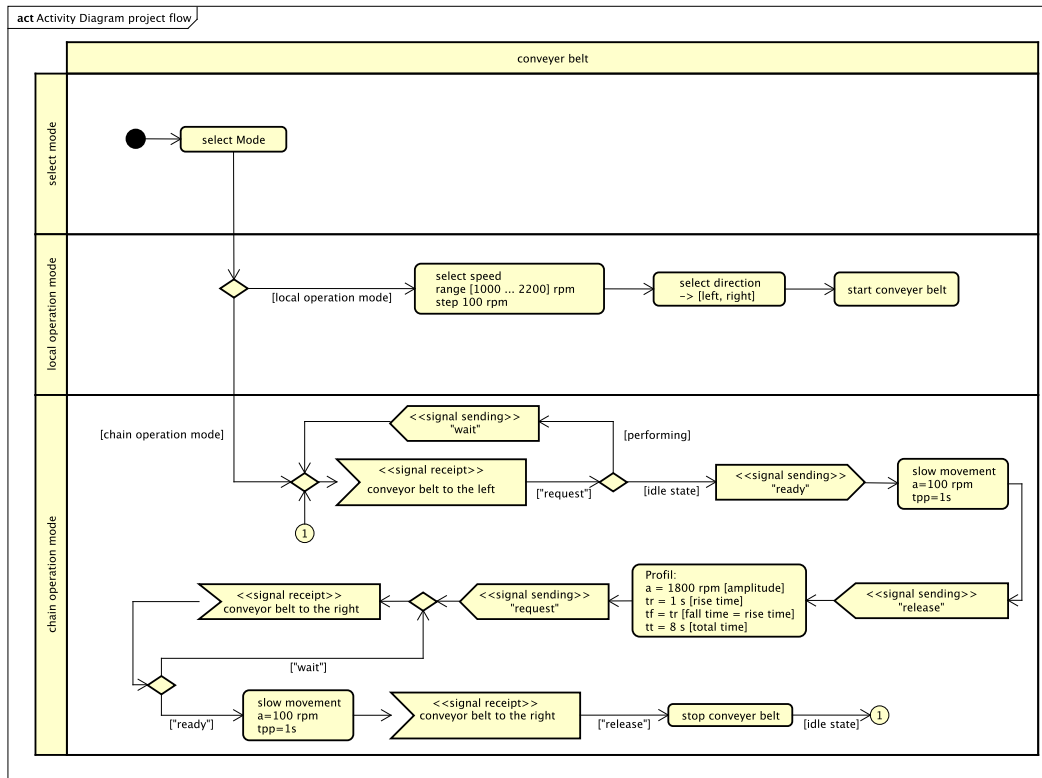 act Activity Diagram project flow
conveyer belt
select mode
select Mode
local operation mode
[local operation mode]
select speed
range [1000 ... 2200] rpm
step 100 rpm
select direction
-> [left, right]
start conveyer belt
chain operation mode
[chain operation mode]
<<signal sending>>
"wait"
[performing]
<<signal receipt>>
conveyor belt to the left
["request"]
[idle state]
<<signal sending>>
"ready"
slow movement
a=100 rpm
tpp=1s
1
<<signal sending>>
"release"
Profil:
a = 1800 rpm [amplitude]
tr = 1 s [rise time]
tf = tr [fall time = rise time]
tt = 8 s [total time]
<<signal sending>>
"request"
<<signal receipt>>
conveyor belt to the right
["wait"]
["ready"]
slow movement
a=100 rpm
tpp=1s
<<signal receipt>>
conveyor belt to the right
["release"]
stop conveyer belt
[idle state]
1